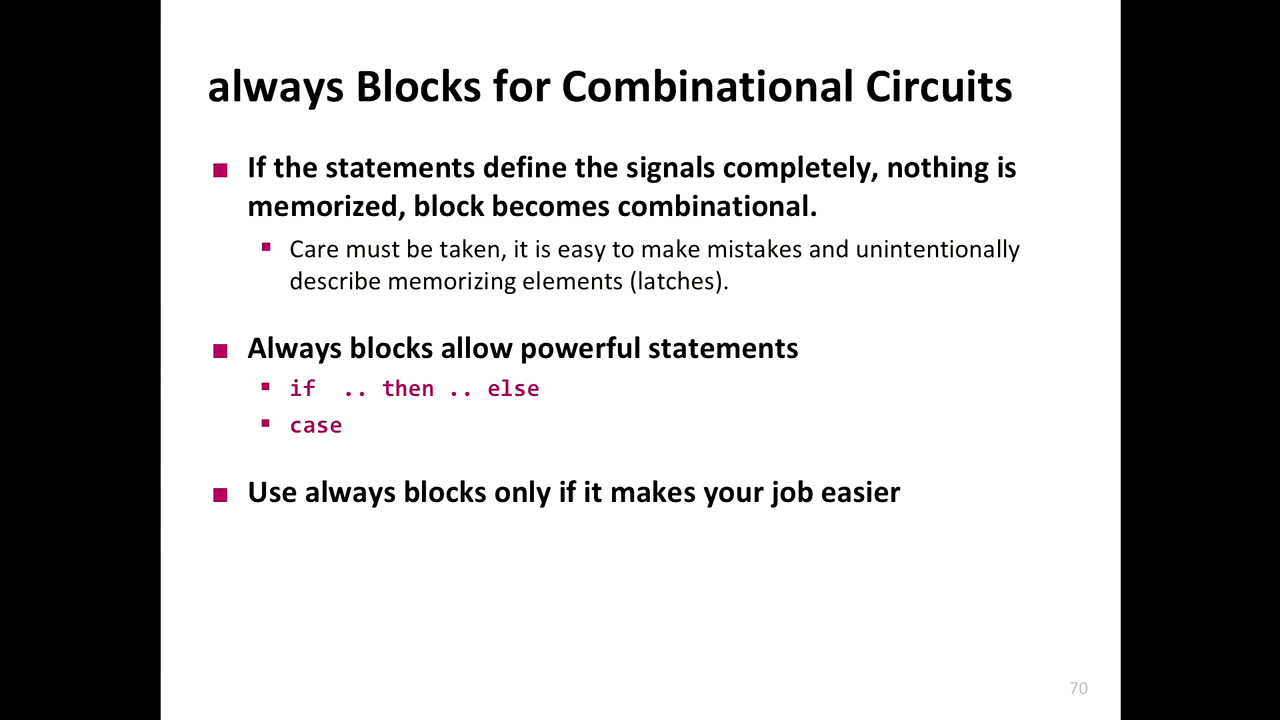 always Blocks for Combinational Circuits
If the statements define the signals completely, nothing is
memorized, block becomes combinational.
Care must be taken, it is easy to make mistakes and unintentionally
describe memorizing elements (latches).
Always blocks allow powerful statements
if .. then .. else
case
Use always blocks only if it makes your job easier
70